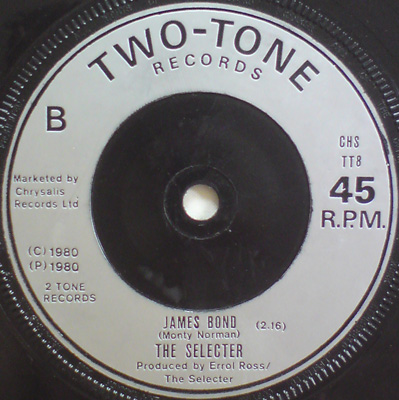 TWO-TONE
RECORDS
B
CHS
TT8
Marketed by
Chrysalis
Records Ltd
45
R.P.M.
(C) 1980
(P) 1980
2 TONE
RECORDS
JAMES BOND (2.16)
(Monty Norman)
THE SELECTER
Produced by Errol Ross/
The Selecter